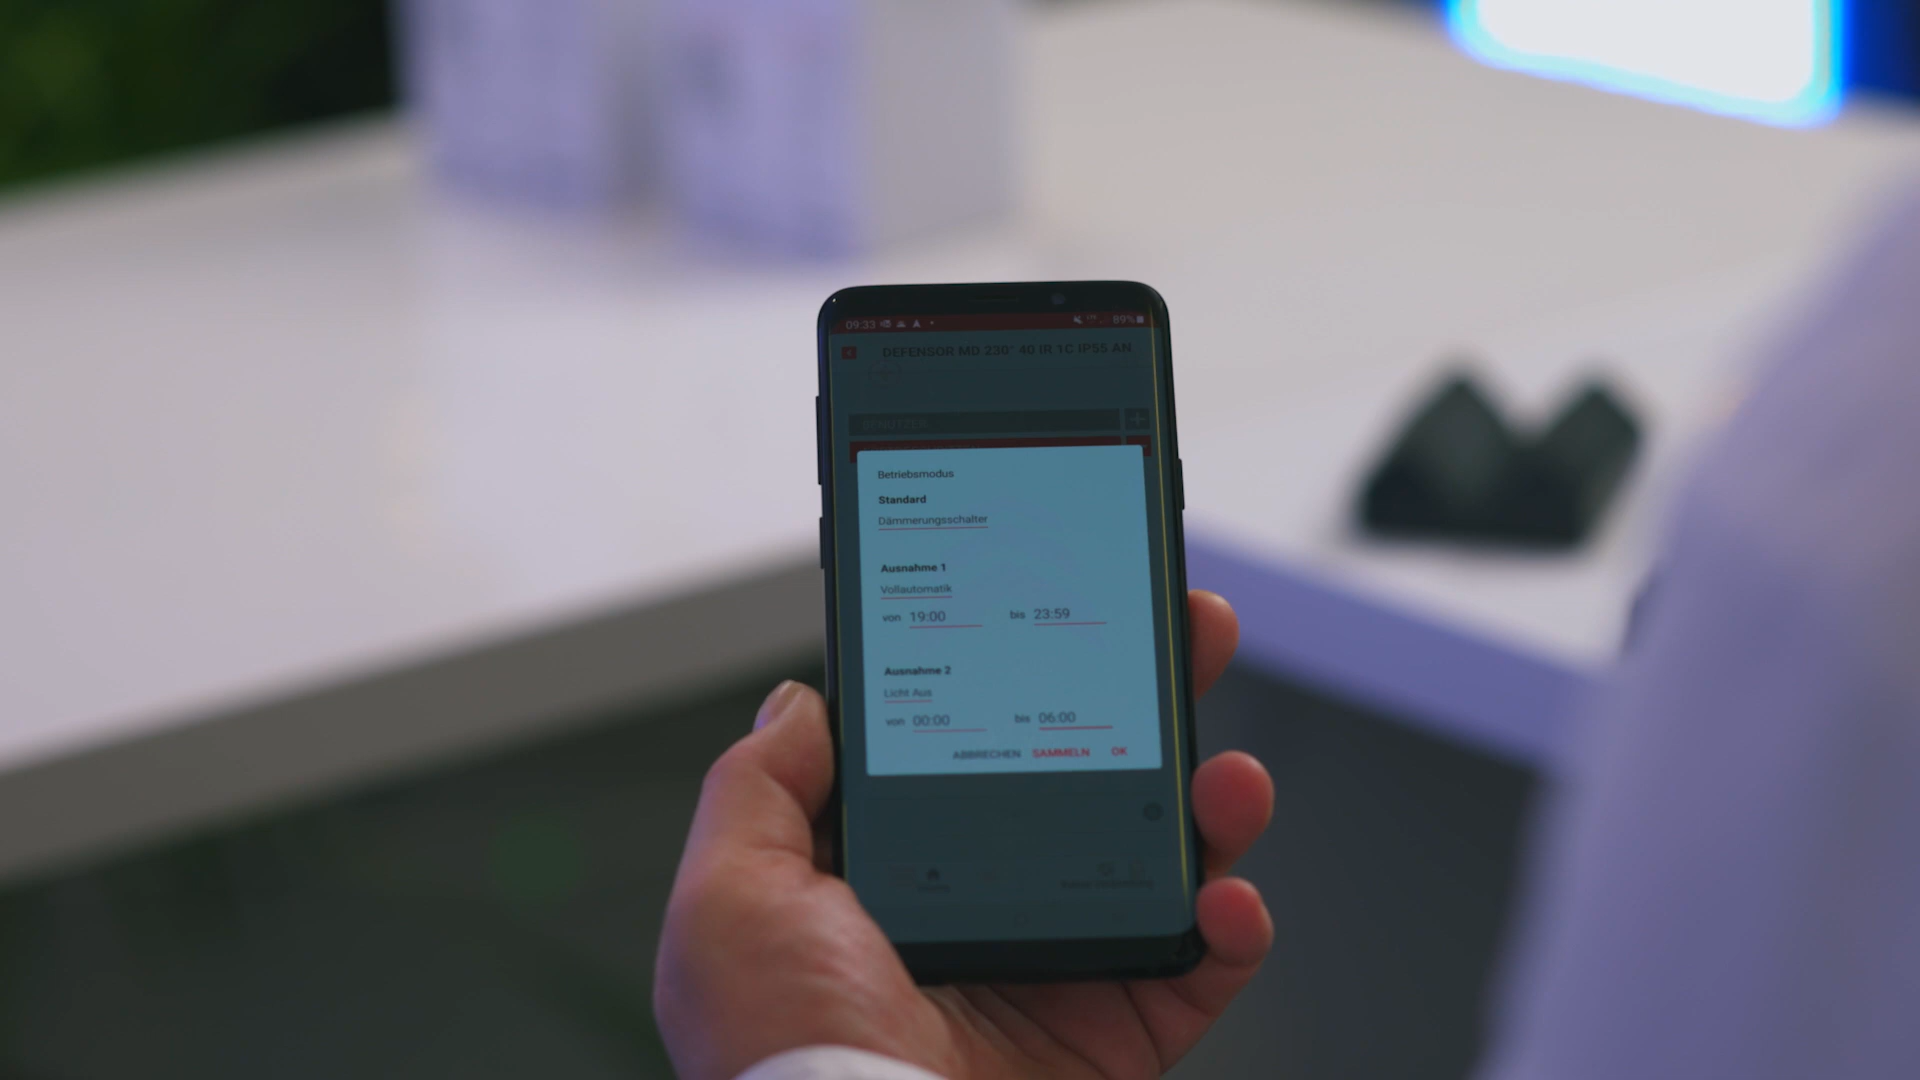 09:33
89%
DEFENSOR MD 230° 40 IR 1C IP55 AN
Betriebsmodus
Standard
Dämmerungsschalter
Ausnahme 1
Vollautomatik
von 19:00 bis 23:59
Ausnahme 2
Licht Aus
von 00:00 bis 06:00
ABBRECHEN SAMMELN OK